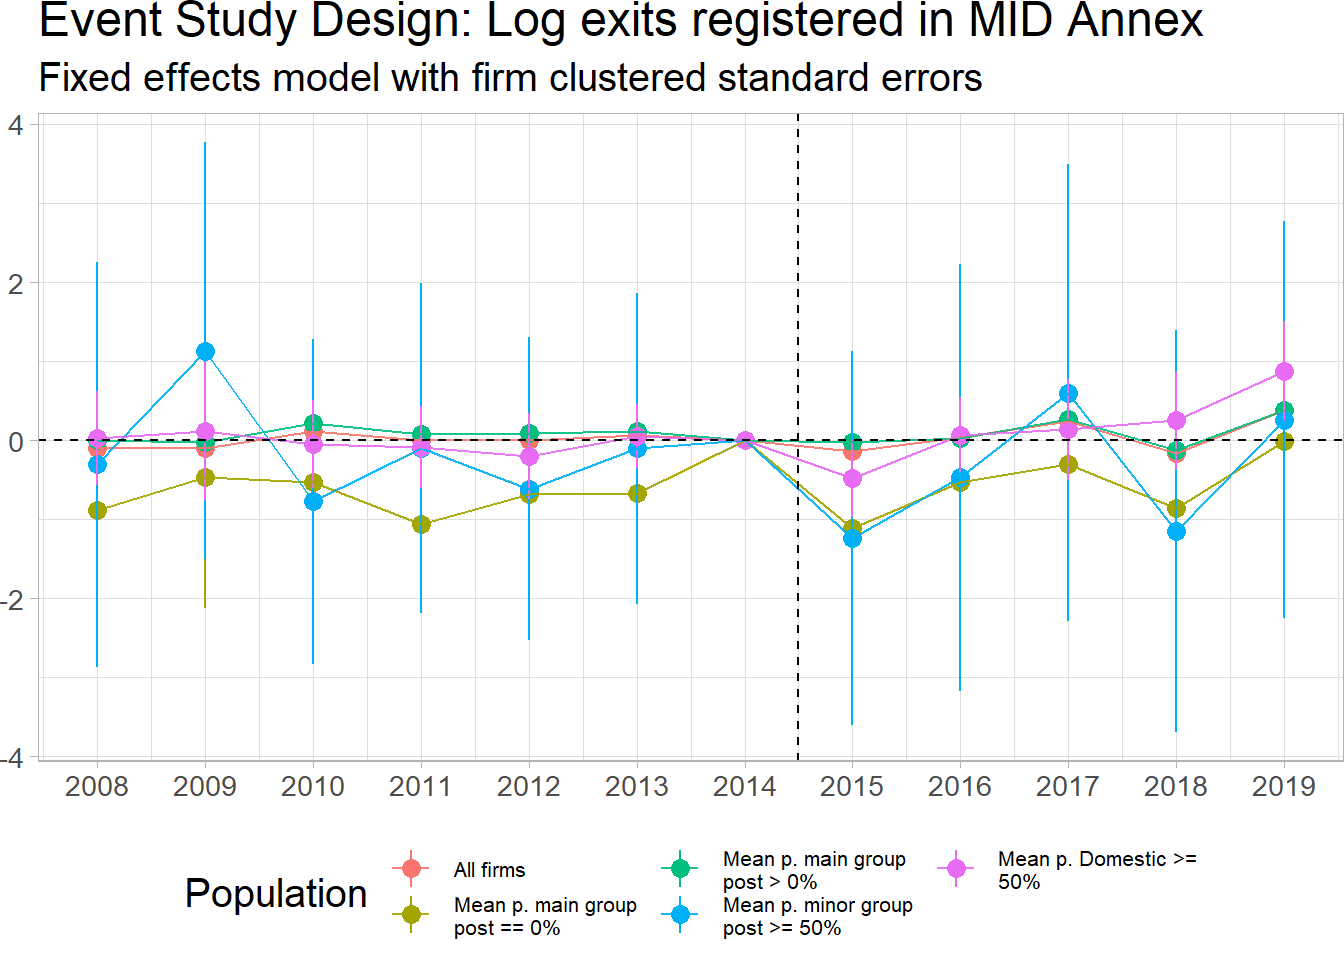 Event Study Design: Log exits registered in MID Annex
Fixed effects model with firm clustered standard errors
4
2
0
-2
-4
2008 2009 2010 2011 2012 2013 2014 2015 2016 2017 2018 2019
Population
All firms
Mean p. main group
post == 0%
Mean p. main group
post > 0%
Mean p. minor group
post >= 50%
Mean p. Domestic >=
50%